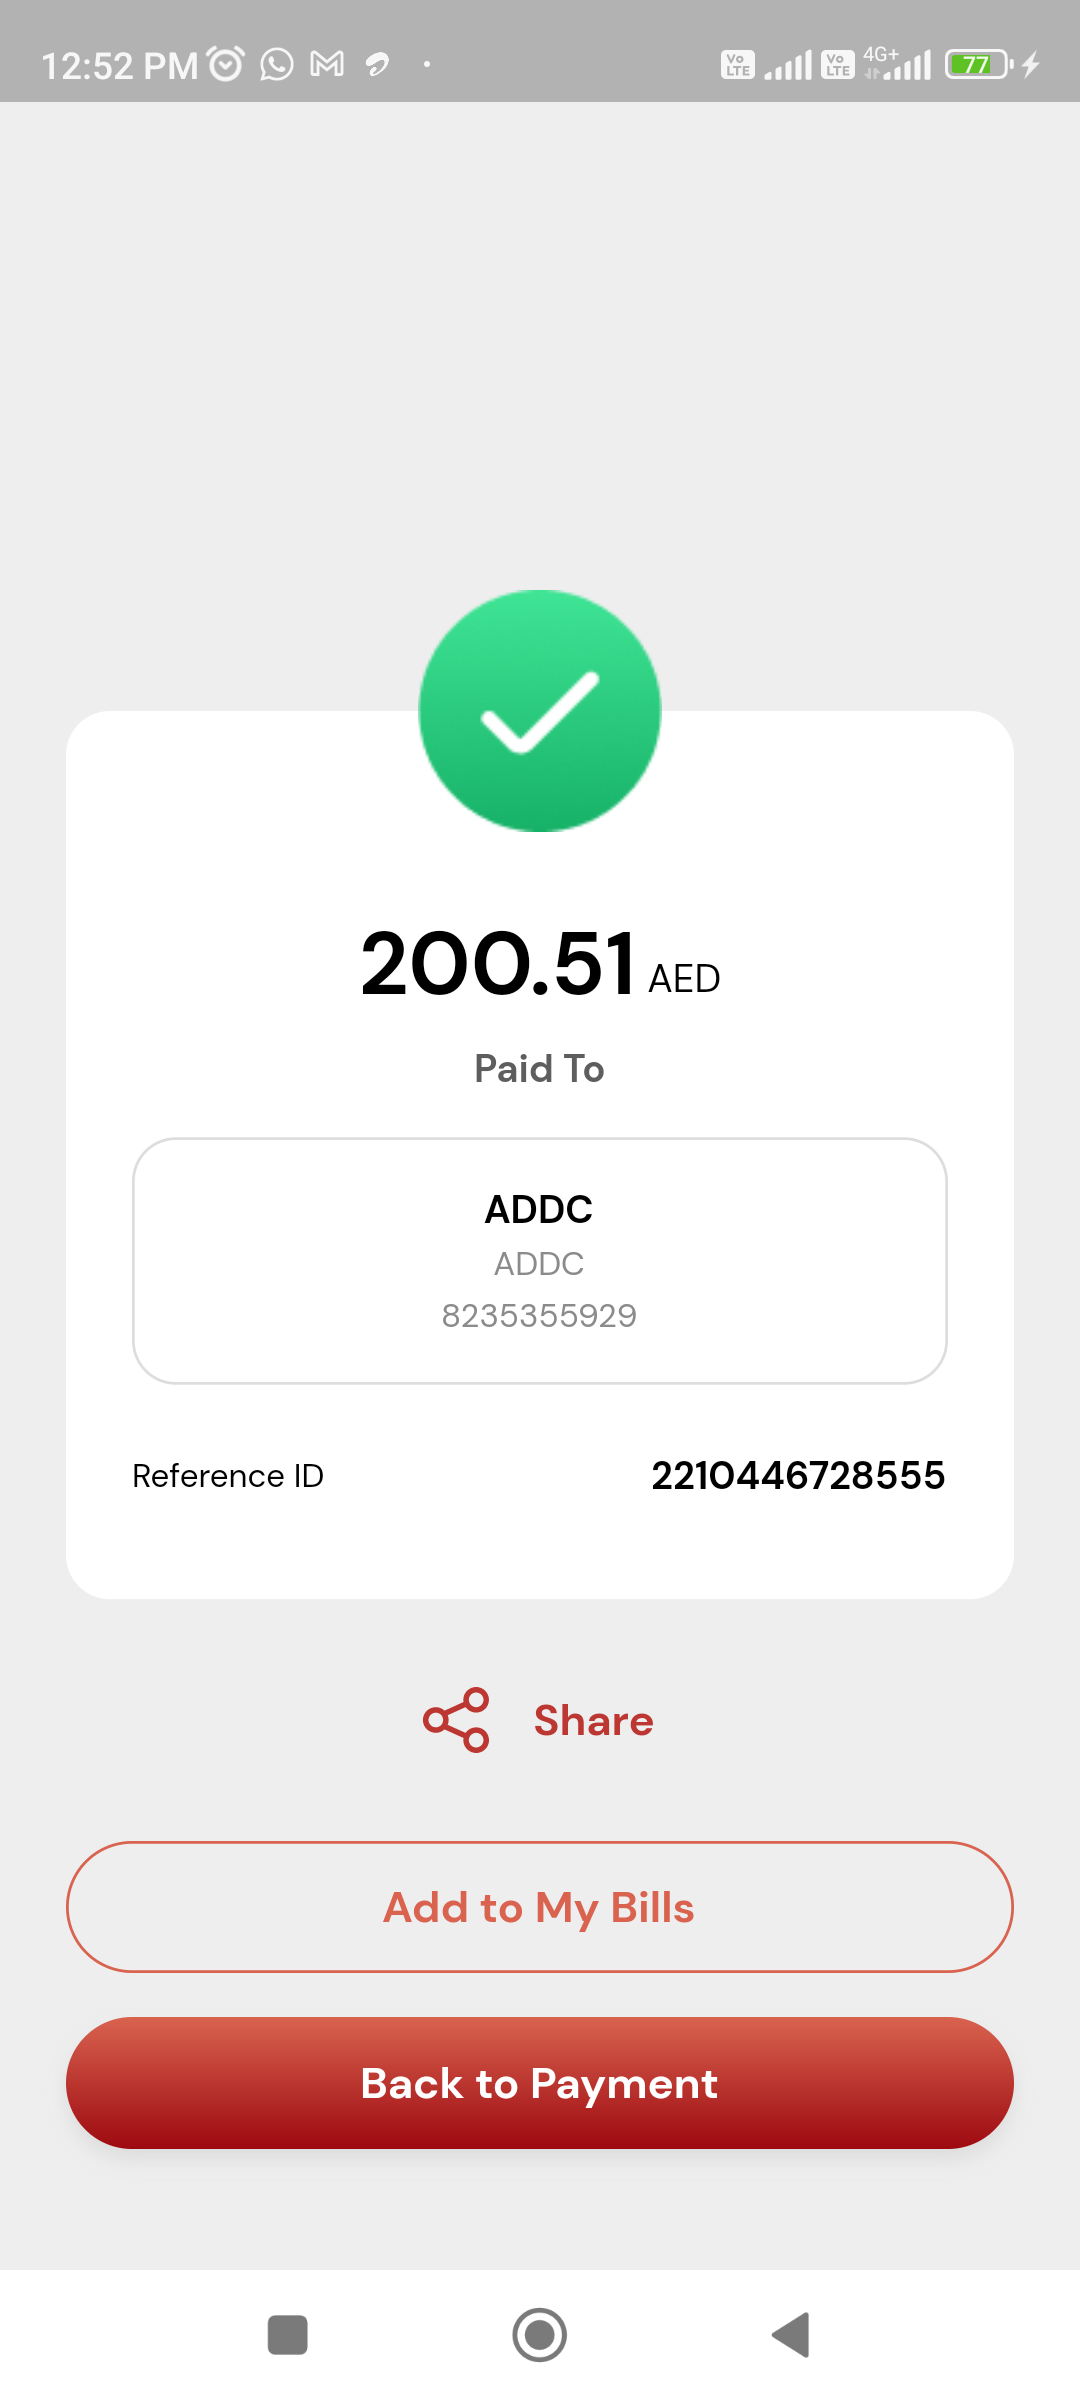 12:52 PM
Vo LTE Vo LTE 4G+ 77
200.51 AED
Paid To
ADDC
ADDC
8235355929
Reference ID 2210446728555
Share
Add to My Bills
Back to Payment